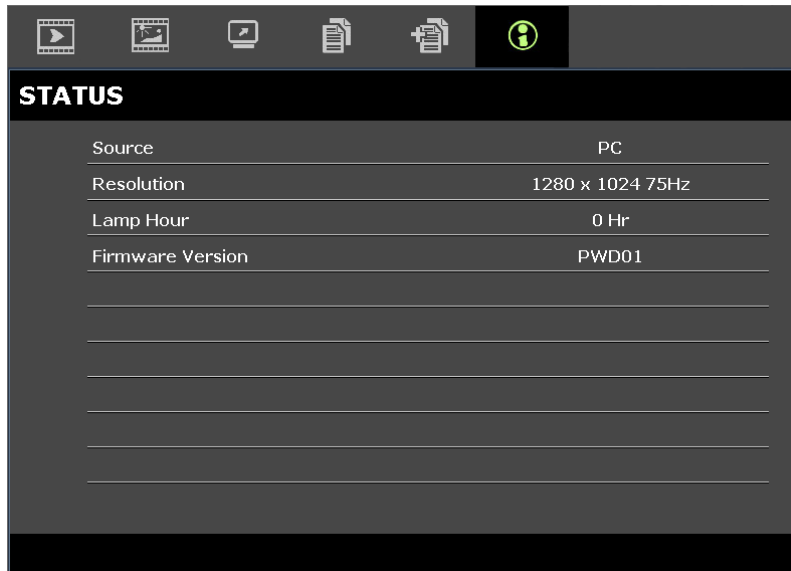 STATUS
Source PC
Resolution 1280 x 1024 75Hz
Lamp Hour 0 Hr
Firmware Version PWD01